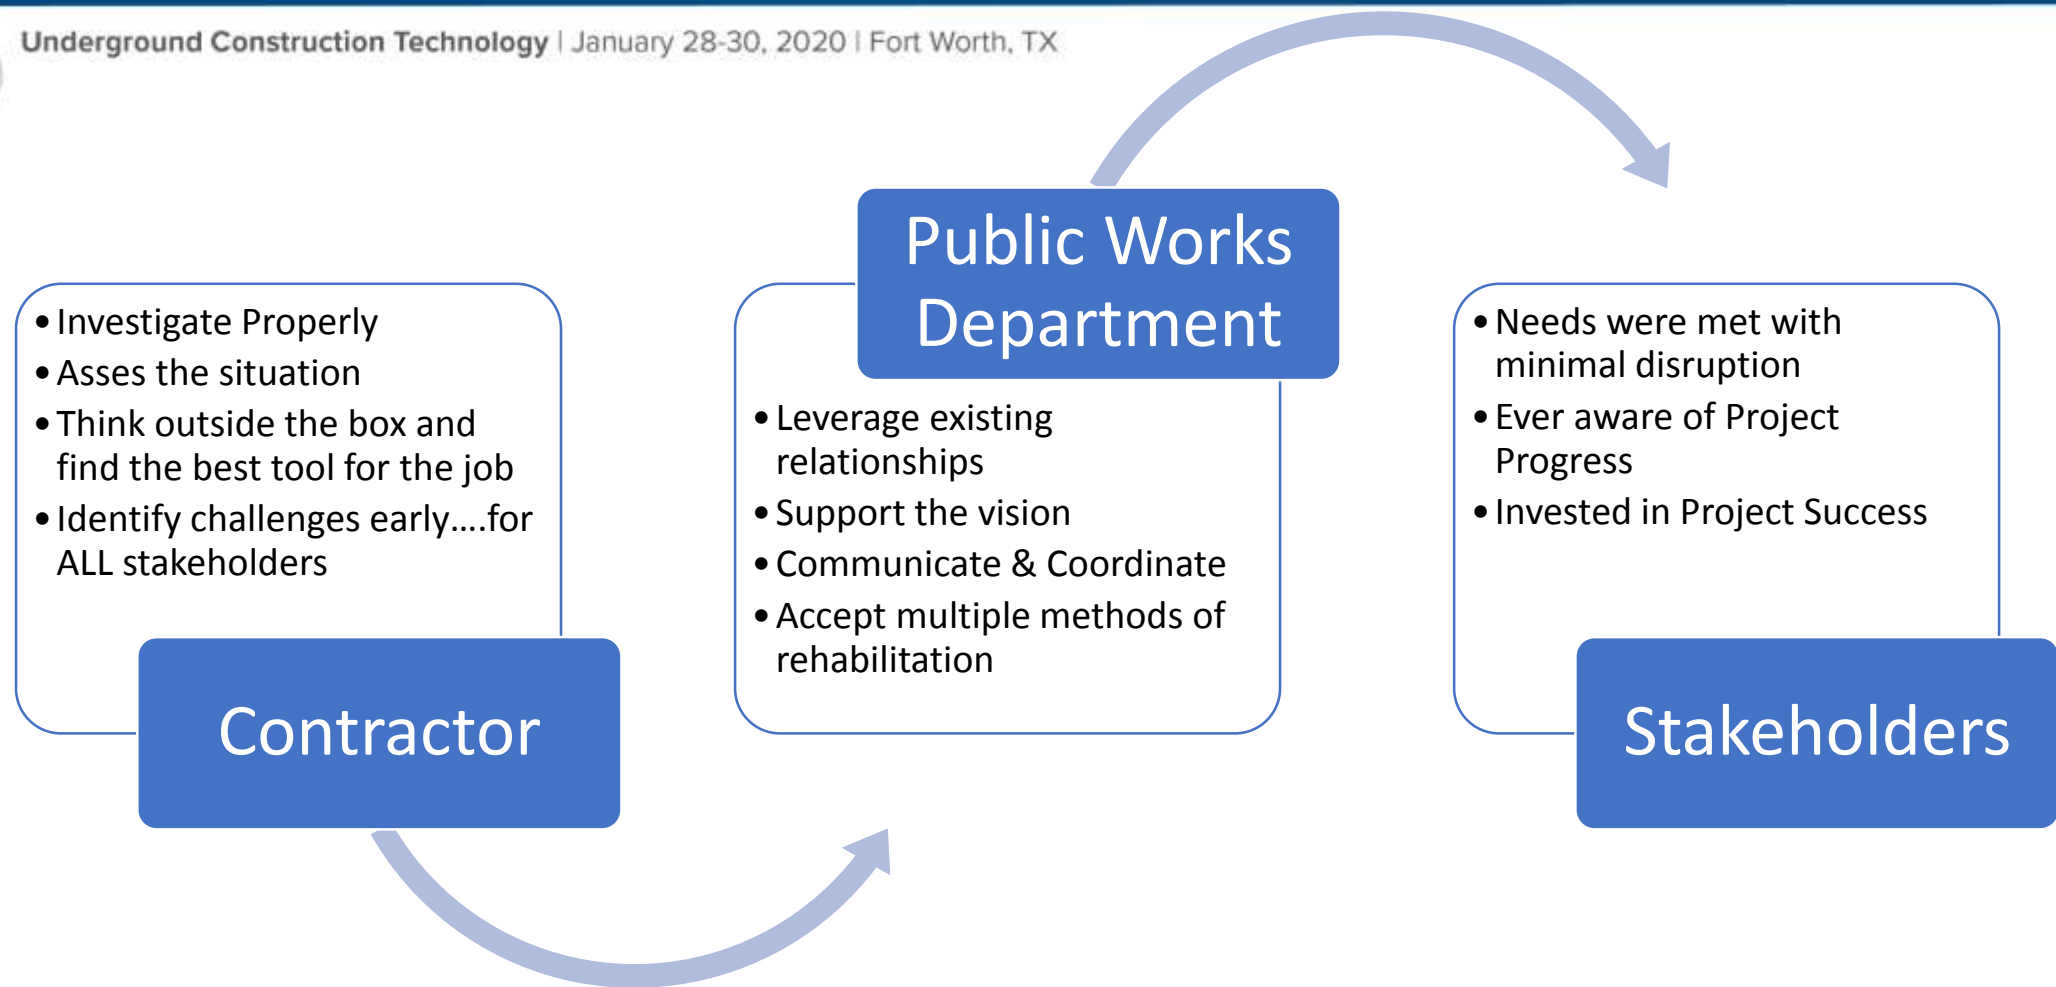 Underground Construction Technology | January 28-30, 2020 | Fort Worth, TX
•Investigate Properly
•Asses the situation
•Think outside the box and
find the best tool for the job
•Identify challenges early....for
ALL stakeholders
Contractor
Public Works
Department
•Leverage existing
relationships
•Support the vision
•Communicate & Coordinate
•Accept multiple methods of
rehabilitation
•Needs were met with
minimal disruption
•Ever aware of Project
Progress
•Invested in Project Success
Stakeholders